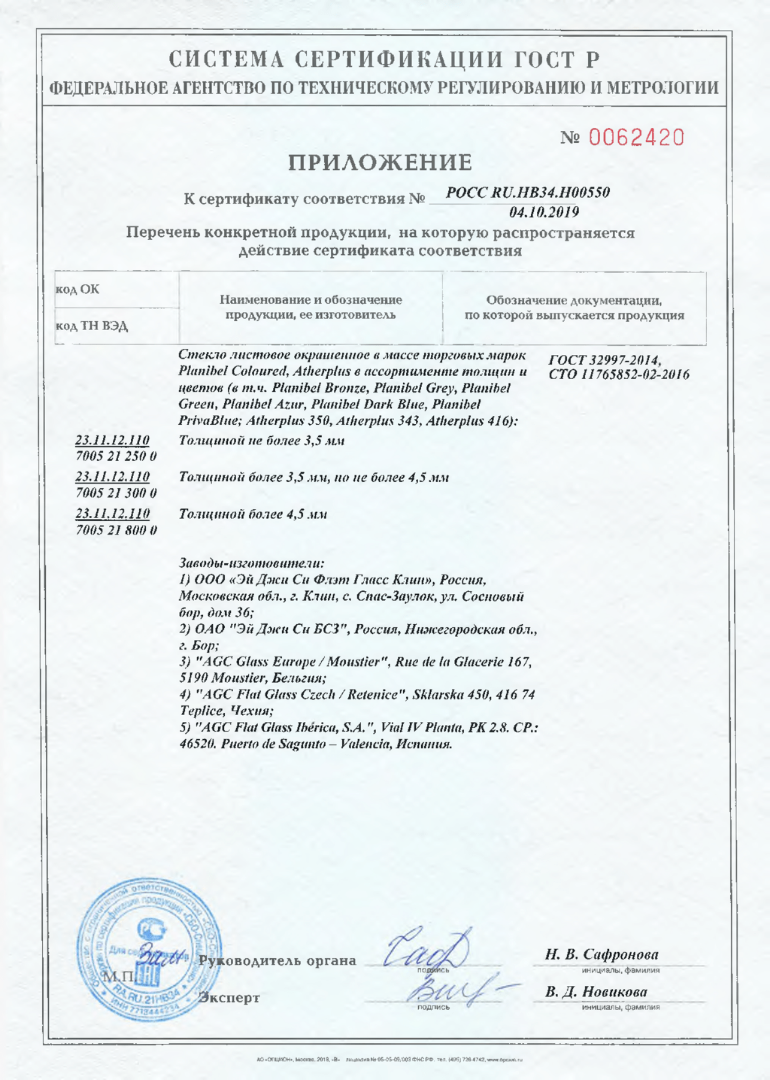 СИСТЕМА СЕРТИФИКАЦИИ ГОСТ Р
ФЕДЕРАЛЬНОЕ АГЕНТСТВО ПО ТЕХНИЧЕСКОМУ РЕГУЛИРОВАНИЮ И МЕТРОЛОГИИ
№ 0062420
ПРИЛОЖЕНИЕ
К сертификату соответствия № РОСС RU.НВ34.Н00550
04.10.2019
Перечень конкретной продукции, на которую распространяется
действие сертификата соответствия
код ОК
код ТН ВЭД
Наименование и обозначение
продукции, ее изготовитель
Обозначение документации,
по которой выпускается продукция
Стекло листовое окрашенное в массе торговых марок
Planibel Coloured, Atherplus в ассортименте толщин и
цветов (в т.ч. Planibel Bronze, Planibel Grey, Planibel
Green, Planibel Azur, Planibel Dark Blue, Planibel
PrivaBlue; Atherplus 350, Atherplus 343, Atherplus 416):
ГОСТ 32997-2014,
СТО 11765852-02-2016
23.11.12.110 Толщиной не более 3,5 мм
7005 21 250 0
23.11.12.110 Толщиной более 3,5 мм, но не более 4,5 мм
7005 21 300 0
23.11.12.110 Толщиной более 4,5 мм
7005 21 800 0
Заводы-изготовители:
1) ООО «Эй Джи Си Флэт Гласс Клин», Россия,
Московская обл., г. Клин, с. Спас-Заулок, ул. Сосновый
бор, дом 36;
2) ОАО "Эй Джи Си БСЗ", Россия, Нижегородская обл.,
г. Бор;
3) "AGC Glass Europe / Moustier", Rue de la Glacerie 167,
5190 Moustier, Бельгия;
4) "AGC Flat Glass Czech / Retenice", Sklarska 450, 416 74
Teplice, Чехия;
5) "AGC Flat Glass Ibérica, S.A.", Vial IV Planta, PK 2.8. CP.:
46520. Puerto de Sagunto – Valencia, Испания.
М.П.
RA.RU.21НВ34
Руководитель органа
подпись
Н. В. Сафронова
инициалы, фамилия
Эксперт
подпись
В. Д. Новикова
инициалы, фамилия
АО «ОПЦИОН», Москва, 2019, «В»